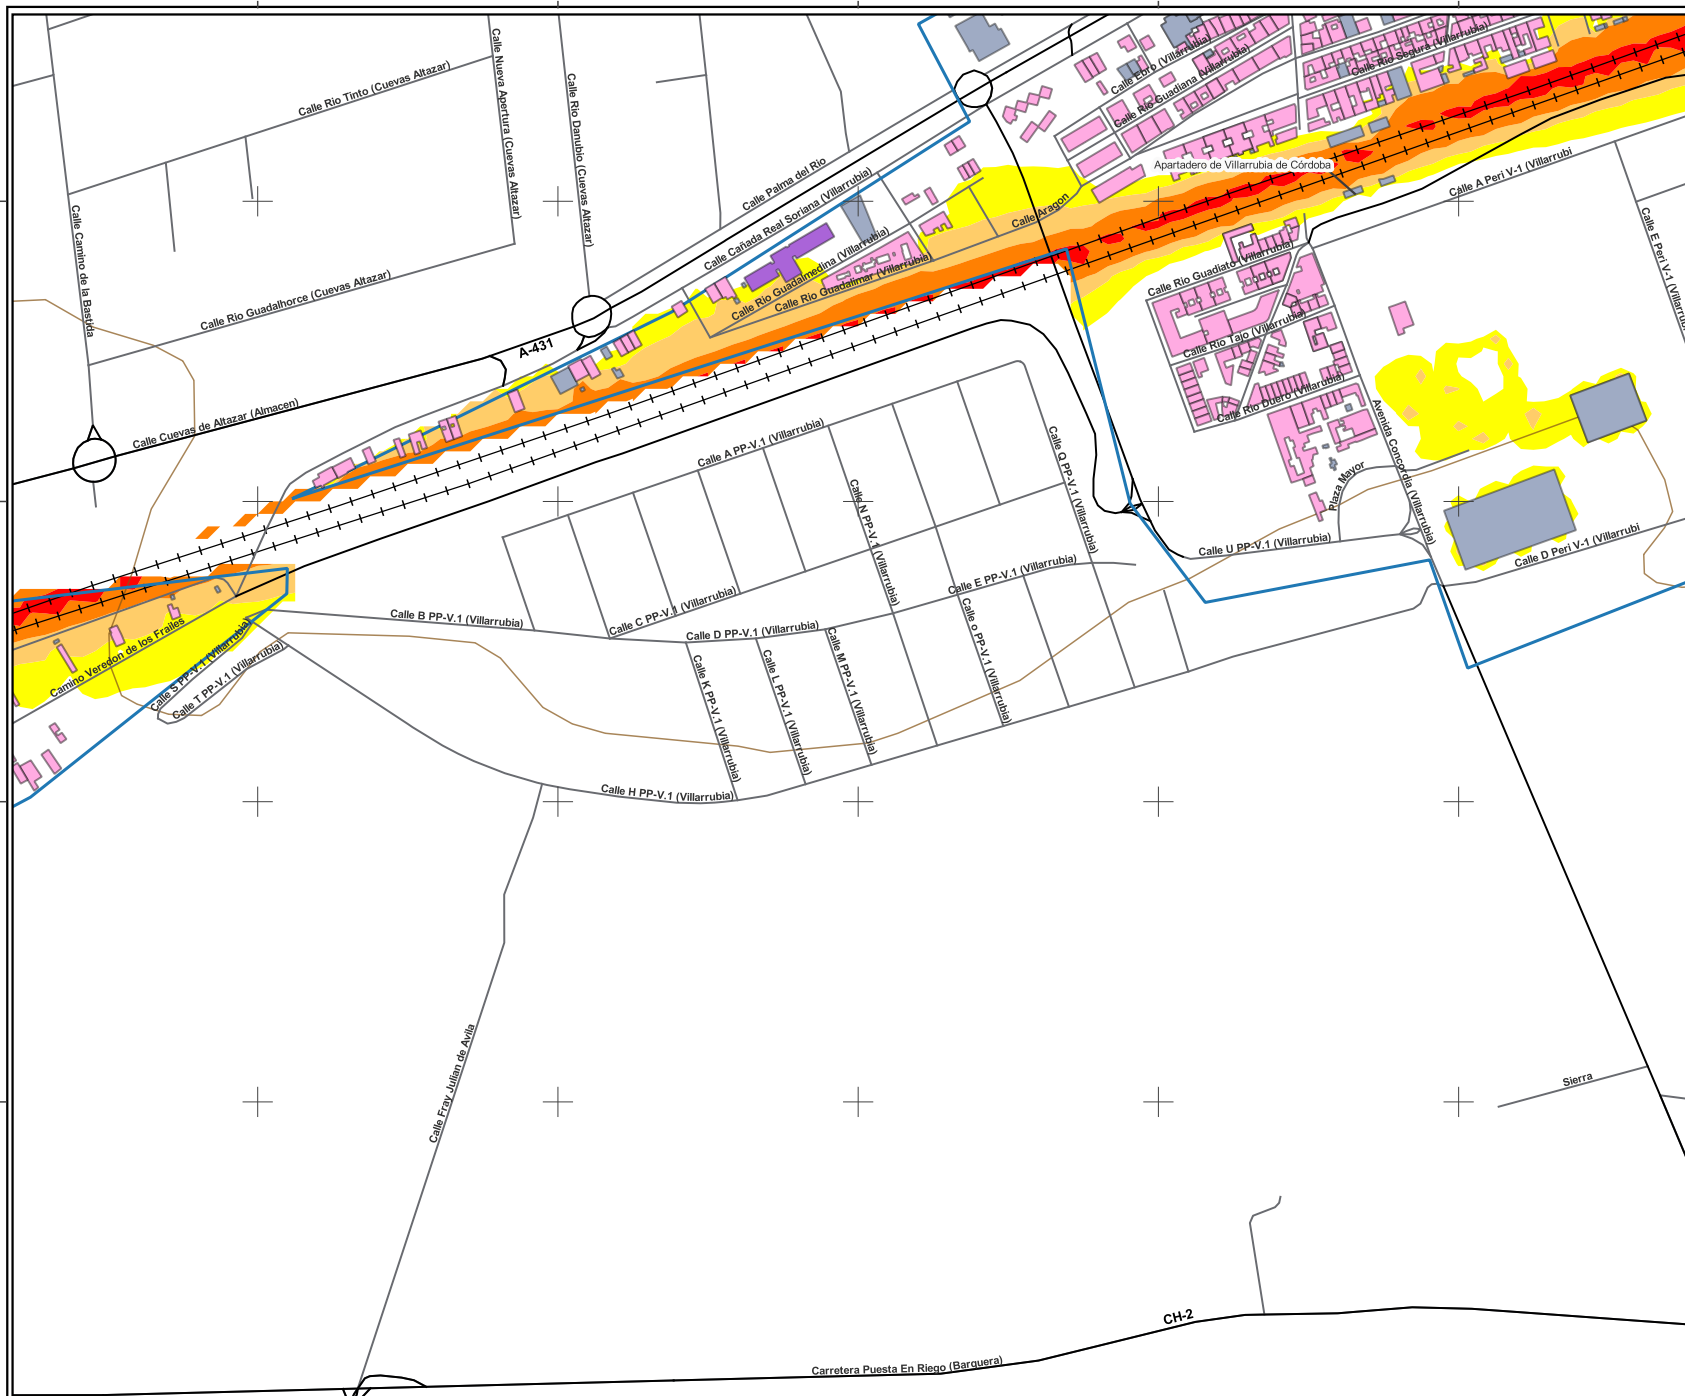 Calle Rio Tinto (Cuevas Altazar)
Calle Nueva Apertura (Cuevas Altazar)
Calle Rio Danubio (Cuevas Altazar)
Calle Camino de la Bastida
Calle Rio Guadalhorce (Cuevas Altazar)
Calle Cuevas de Altazar (Almacen)
A-431
Calle Palma del Rio
Calle Cañada Real Soriana (Villarrubia)
Calle Rio Guadalmedina (Villarrubia)
Calle Rio Guadalimar (Villarrubia)
Calle Aragon
Calle Ebro (Villarrubia)
Calle Rio Guadiana (Villarrubia)
Calle Rio Segura (Villarrubia)
Apartadero de Villarrubia de Córdoba
Calle A Peri V-1 (Villarrubi
Calle E Peri V-1 (Villarru
Calle Rio Guadiato (Villarrubia)
Calle Rio Tajo (Villarrubia)
Calle Rio Duero (Villarubia)
Avenida Concordia (Villarrubia)
Plaza Mayor
Calle U PP-V.1 (Villarrubia)
Calle D Peri V-1 (Villarrubi
Calle A PP-V.1 (Villarrubia)
Calle N PP-V.1 (Villarrubia)
Calle Q PP-V.1 (Villarrubia)
Calle E PP-V.1 (Villarrubia)
Calle C PP-V.1 (Villarrubia)
Calle B PP-V.1 (Villarrubia)
Calle D PP-V.1 (Villarrubia)
Calle o PP-V.1 (Villarrubia)
Calle K PP-V.1 (Villarrubia)
Calle L PP-V.1 (Villarrubia)
Calle M PP-V.1 (Villarrubia)
Calle H PP-V.1 (Villarrubia)
Camino Veredon de los Frailes
Calle S PP-V.1 (Villarrubia)
Calle T PP-V.1 (Villarrubia)
Calle Fray Julian de Avila
Sierra
CH-2
Carretera Puesta En Riego (Barquera)